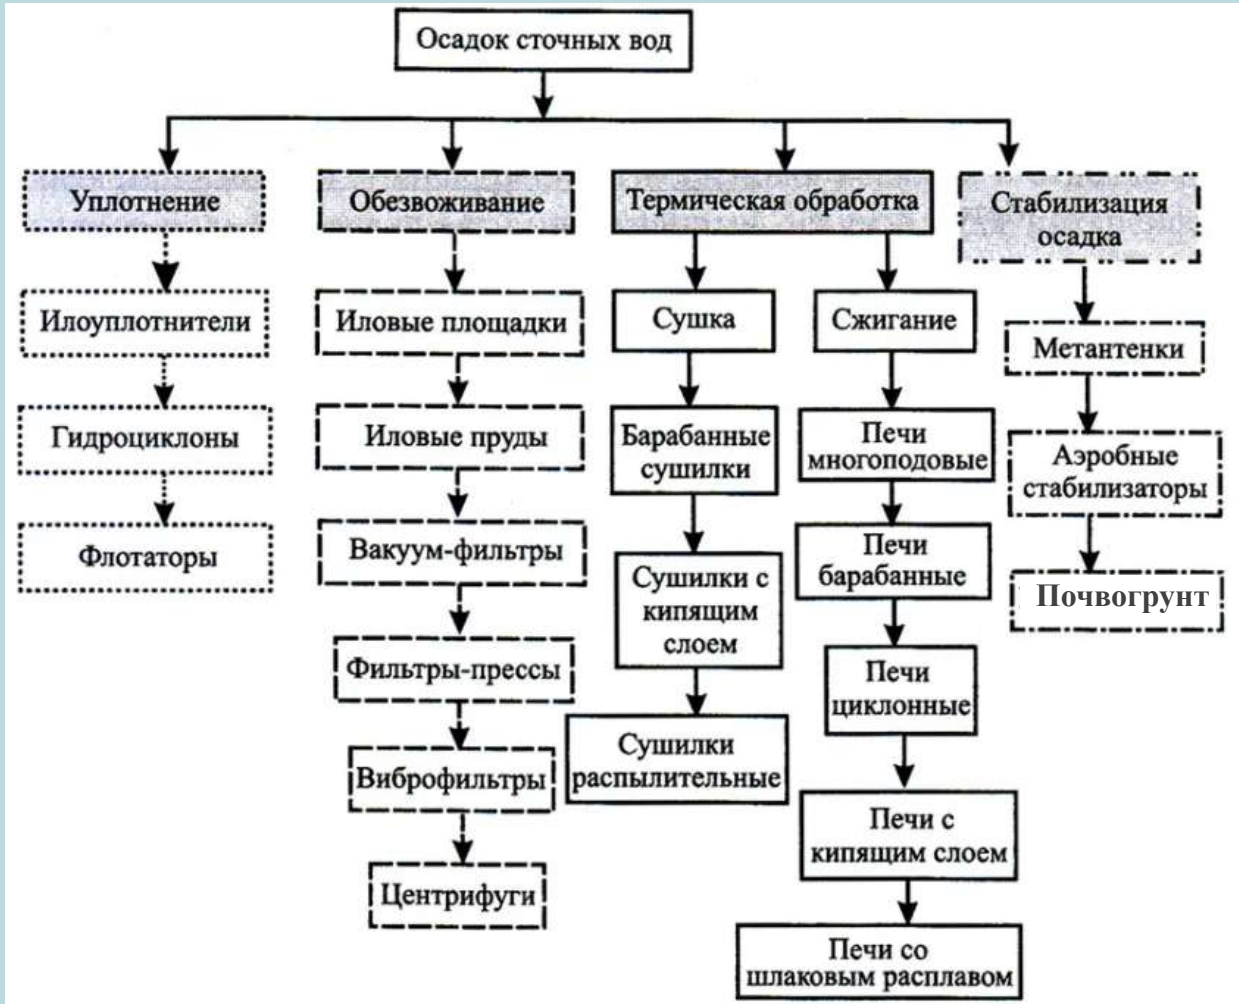 Осадок сточных вод
Уплотнение
Обезвоживание
Термическая обработка
Стабилизация
осадка
Илоуплотнители
Иловые площадки
Сушка
Сжигание
Метантенки
Гидроциклоны
Иловые пруды
Барабанные
сушилки
Печи
многоподовые
Аэробные
стабилизаторы
Флотаторы
Вакуум-фильтры
Сушилки с
кипящим
слоем
Печи
барабанные
Почвогрунт
Фильтры-прессы
Печи
циклонные
Виброфильтры
Сушилки
распылительные
Печи с
кипящим слоем
Центрифуги
Печи со
шлаковым расплавом